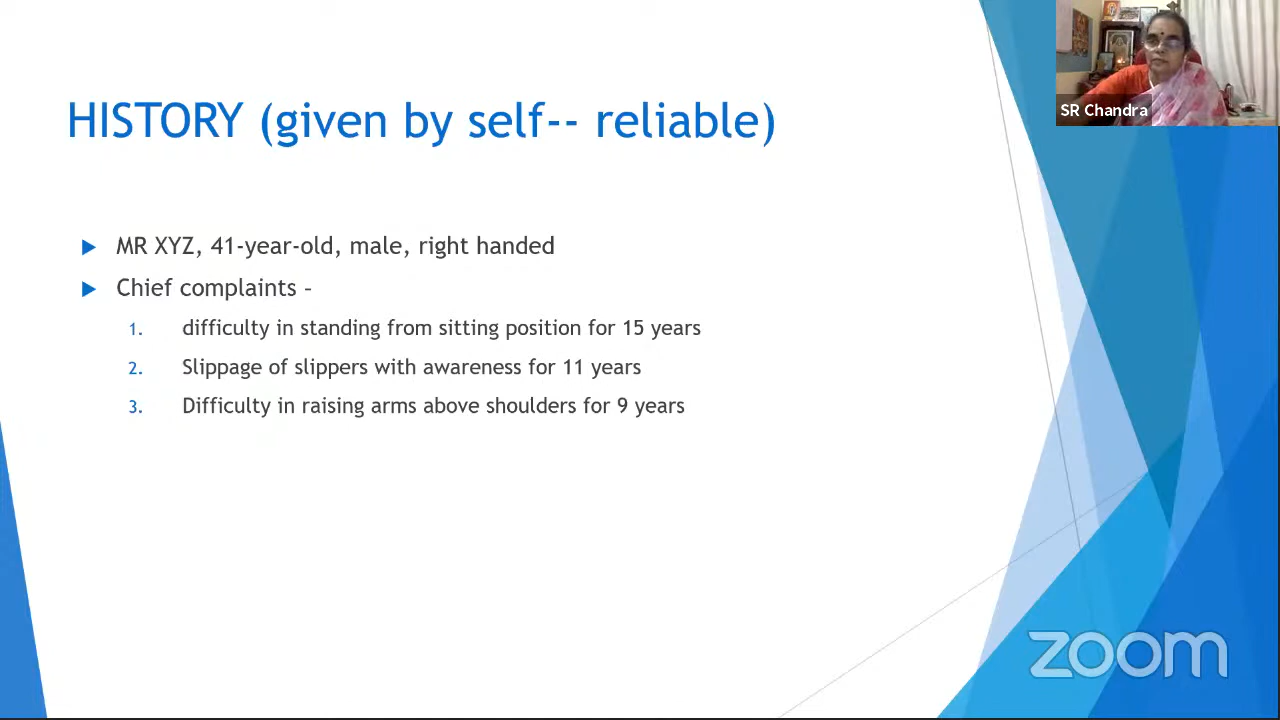 SR Chandra
HISTORY (given by self-- reliable)
MR XYZ, 41-year-old, male, right handed
Chief complaints –
1. difficulty in standing from sitting position for 15 years
2. Slippage of slippers with awareness for 11 years
3. Difficulty in raising arms above shoulders for 9 years
zoom